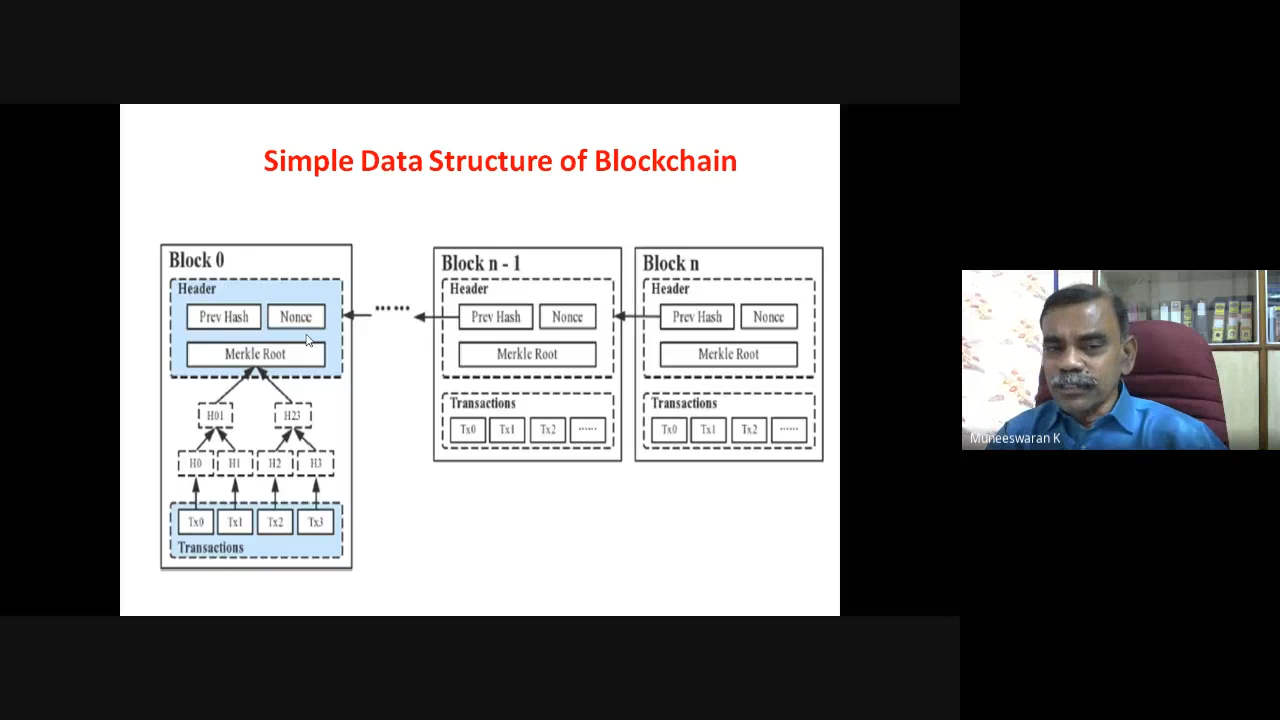 Simple Data Structure of Blockchain
Block 0
Header
Prev Hash
Nonce
Merkle Root
H01
H23
H0
H1
H2
H3
Tx0
Tx1
Tx2
Tx3
Transactions
......
Block n - 1
Header
Prev Hash
Nonce
Merkle Root
Transactions
Tx0
Tx1
Tx2
......
Block n
Header
Prev Hash
Nonce
Merkle Root
Transactions
Tx0
Tx1
Tx2
......
Muneeswaran K